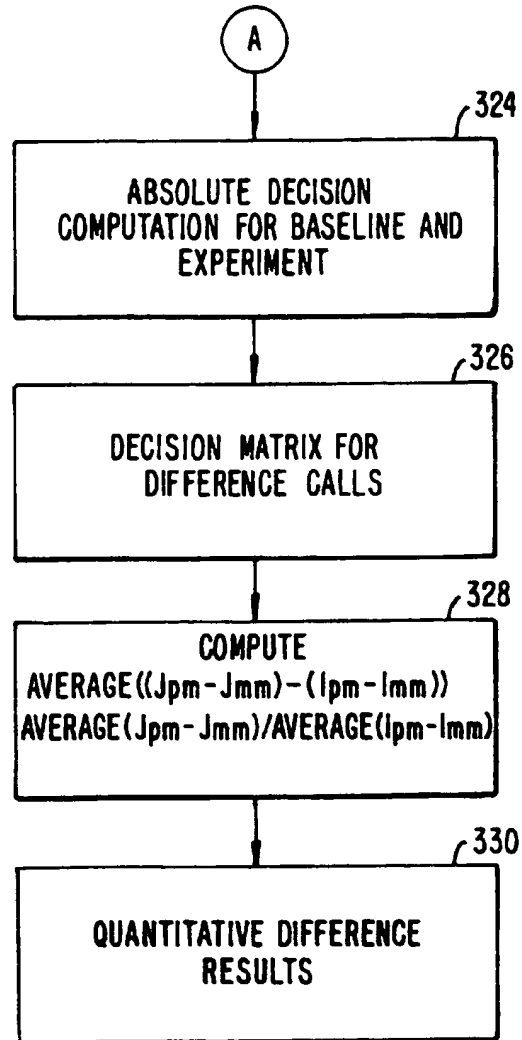 A
324
ABSOLUTE DECISION
COMPUTATION FOR BASELINE AND
EXPERIMENT
326
DECISION MATRIX FOR
DIFFERENCE CALLS
328
COMPUTE
AVERAGE((Jpm-Jmm)-(Ipm-Imm))
AVERAGE(Jpm-Jmm)/AVERAGE(Ipm-Imm)
330
QUANTITATIVE DIFFERENCE
RESULTS